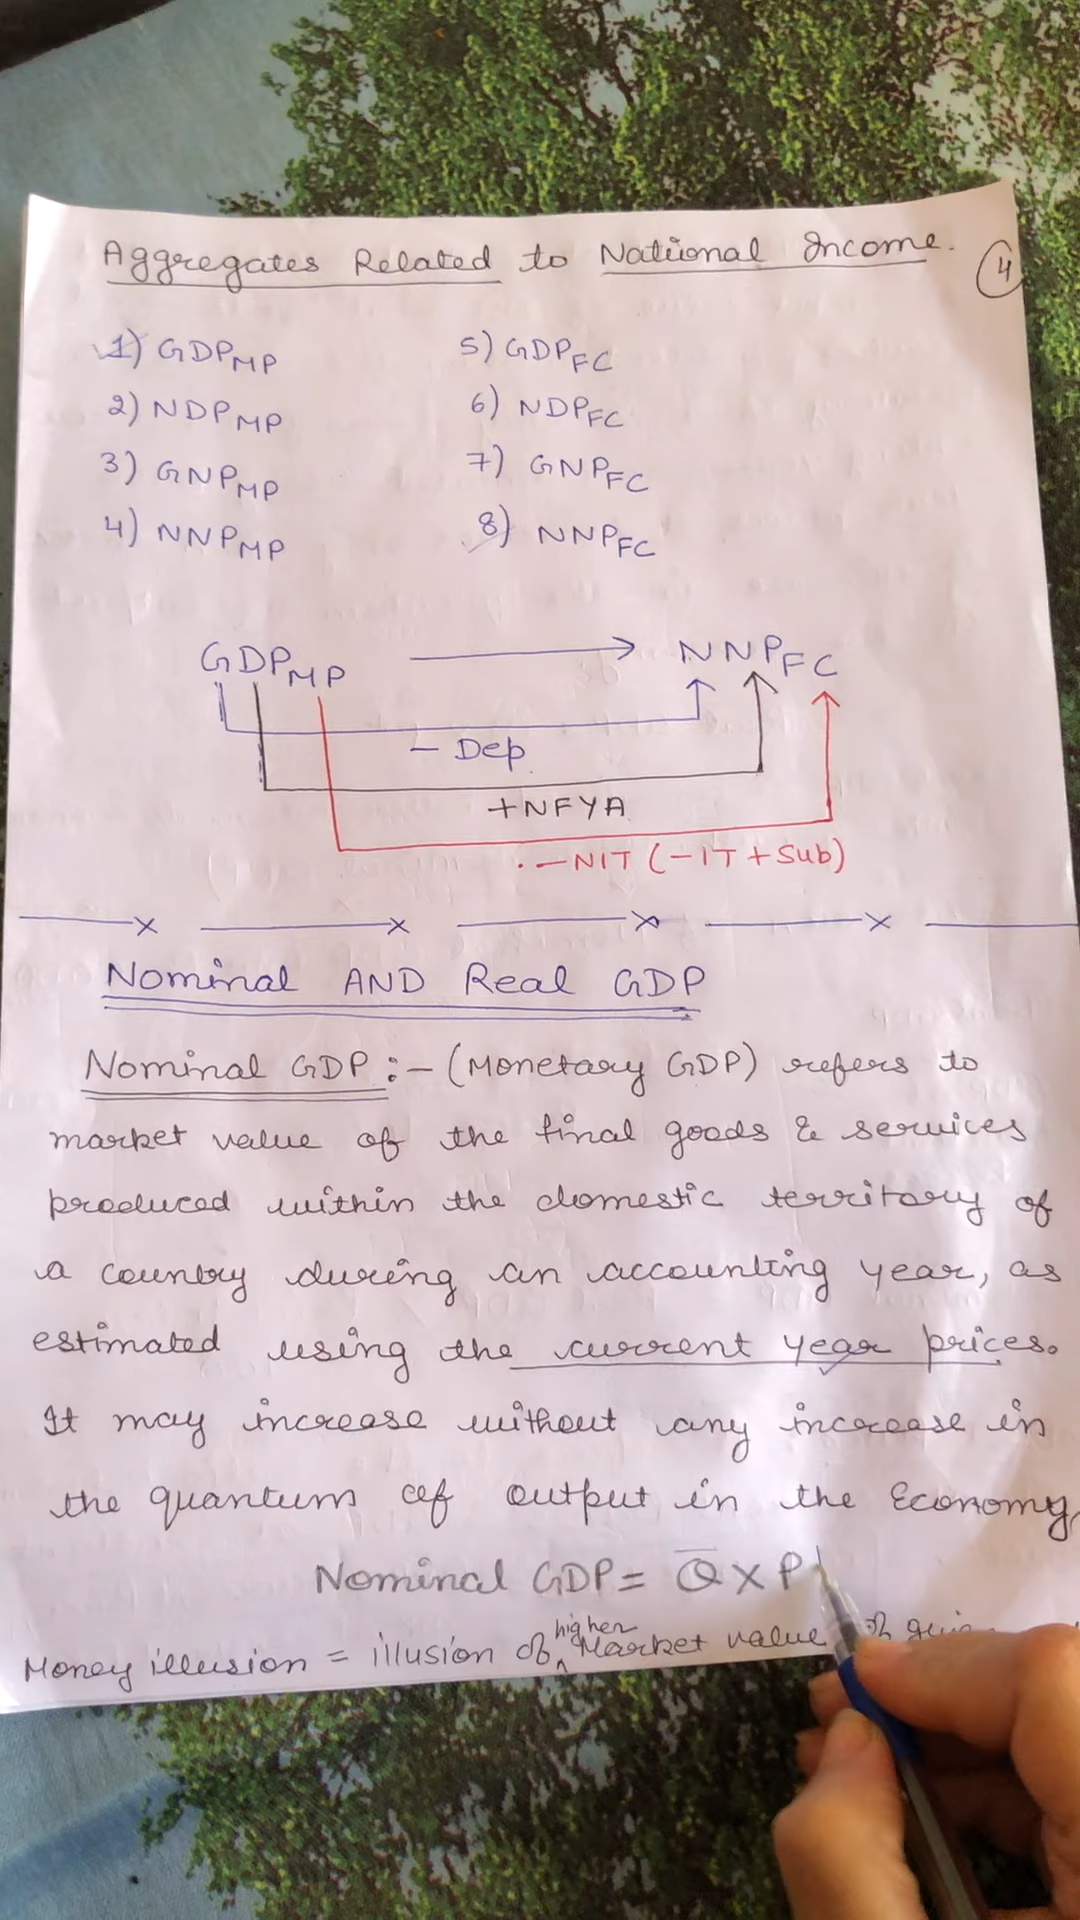 Aggregates Related to National Income.
4
1) GDPMP
5) GDPFC
2) NDPMP
6) NDPFC
3) GNPMP
7) GNPFC
4) NNPMP
8) NNPFC
GDPMP → NNPFC
- Dep.
+NFYA
-NIT (-IT + Sub)
Nominal AND Real GDP
Nominal GDP :- (Monetary GDP) refers to
market value of the final goods & services
produced within the domestic territory of
a country during an accounting year, as
estimated using the current year prices.
It may increase without any increase in
the quantum of output in the Economy,
Nominal GDP = Q̅ X P
higher
Money illusion = illusion of ^ Market value of